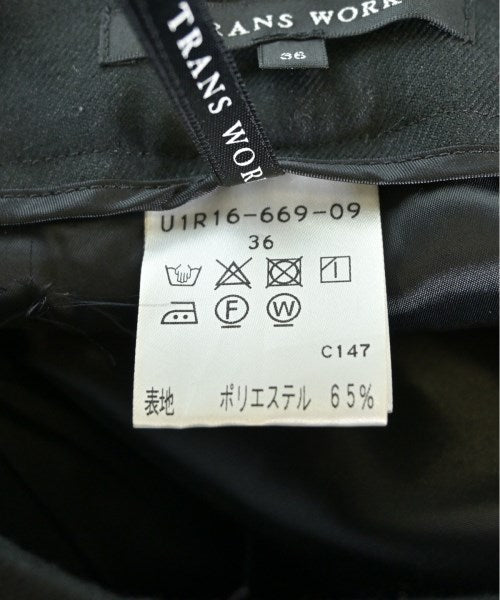 TRANS WORK
36
TRANS WOR
U1R16-669-09
36
F W
C147
表地 ポリエステル 65%